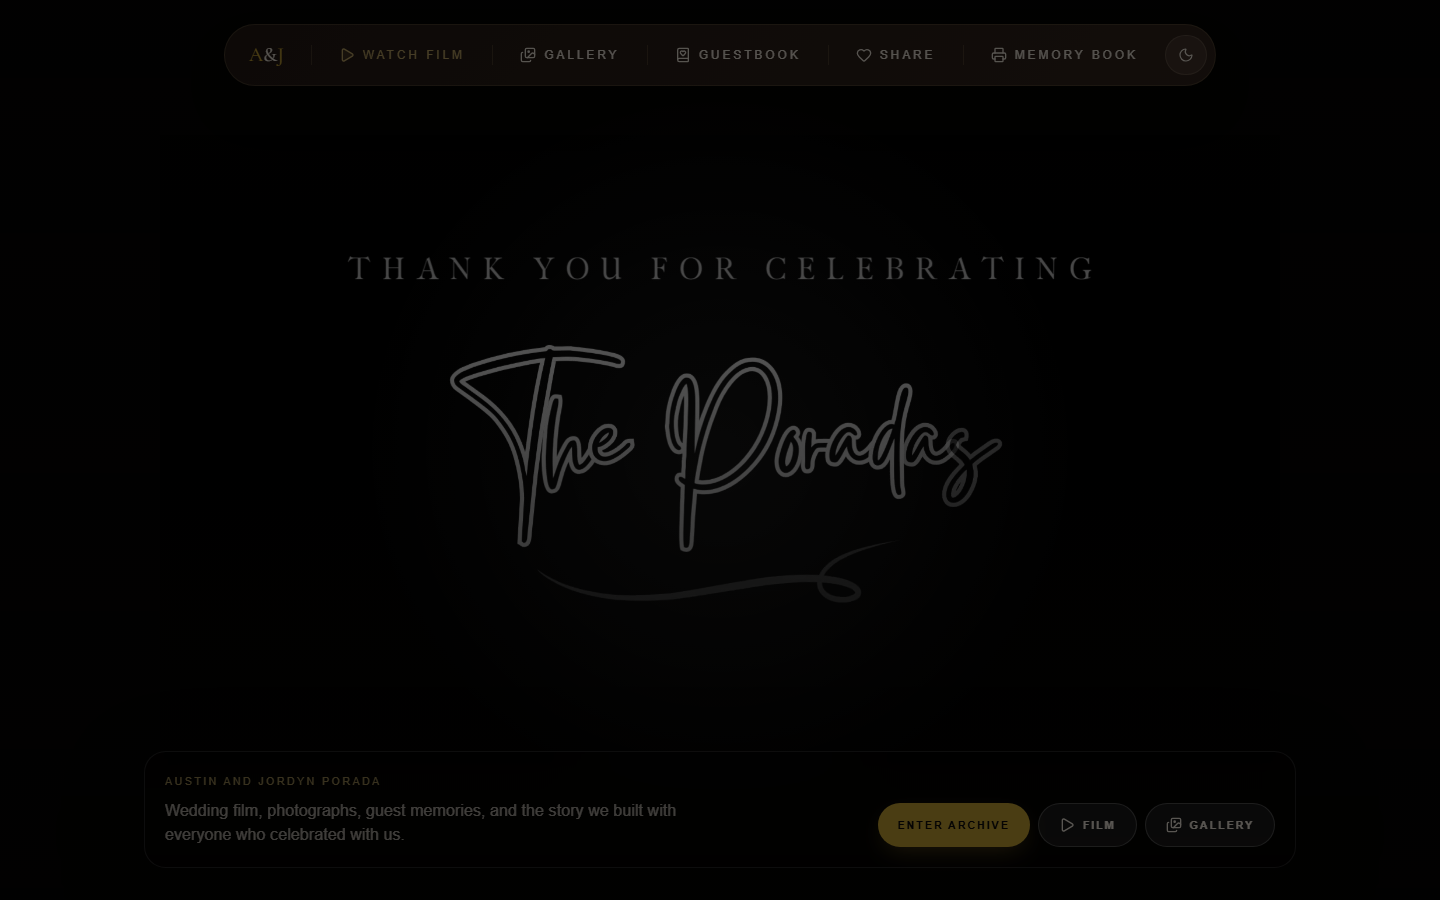 A&J
WATCH FILM
GALLERY
GUESTBOOK
SHARE
MEMORY BOOK
THANK YOU FOR CELEBRATING
The Poradas
AUSTIN AND JORDYN PORADA
Wedding film, photographs, guest memories, and the story we built with
everyone who celebrated with us.
ENTER ARCHIVE
FILM
GALLERY